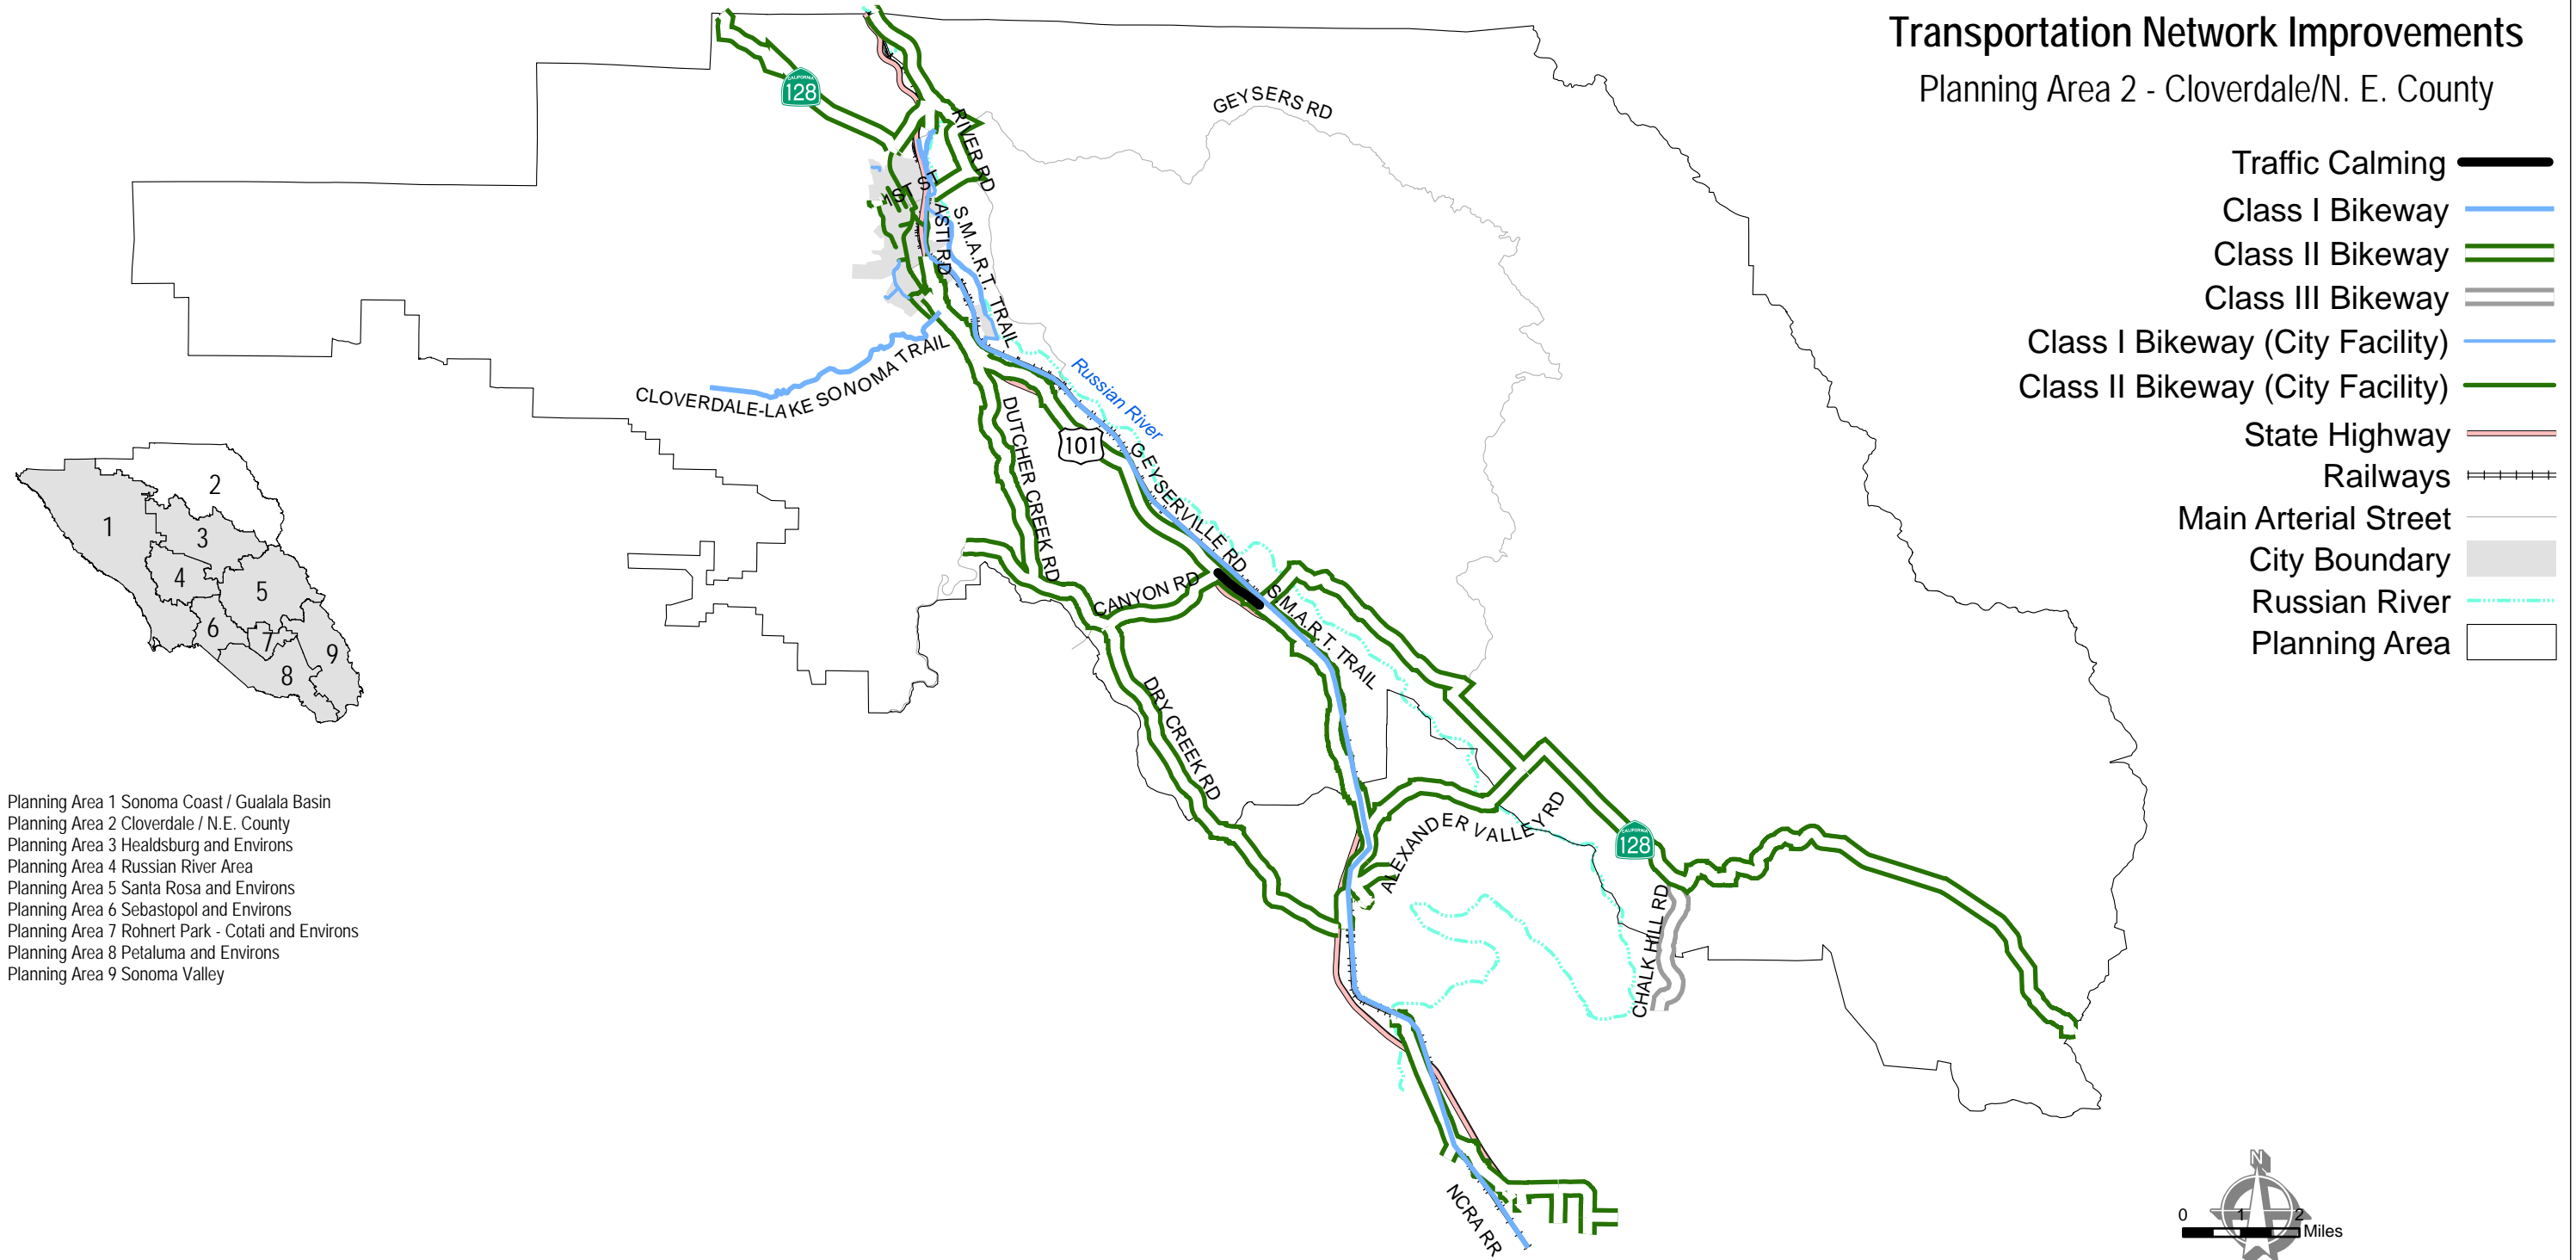 Transportation Network Improvements
Planning Area 2 - Cloverdale/N. E. County
Traffic Calming
Class I Bikeway
Class II Bikeway
Class III Bikeway
Class I Bikeway (City Facility)
Class II Bikeway (City Facility)
State Highway
Railways
Main Arterial Street
City Boundary
Russian River
Planning Area
CALIFORNIA
128
RIVER RD
GEYSERS RD
ST
ST
ASTI RD
S.M.A.R.T. TRAIL
CLOVERDALE-LAKE SONOMA TRAIL
Russian River
101
DUTCHER CREEK RD
GEYSERVILLE RD
CANYON RD
S.M.A.R.T. TRAIL
DRY CREEK RD
ALEXANDER VALLEY RD
CALIFORNIA
128
CHALK HILL RD
NCRA RR
1
2
3
4
5
6
7
8
9
Planning Area 1 Sonoma Coast / Gualala Basin
Planning Area 2 Cloverdale / N.E. County
Planning Area 3 Healdsburg and Environs
Planning Area 4 Russian River Area
Planning Area 5 Santa Rosa and Environs
Planning Area 6 Sebastopol and Environs
Planning Area 7 Rohnert Park - Cotati and Environs
Planning Area 8 Petaluma and Environs
Planning Area 9 Sonoma Valley
N
0 1 2
Miles